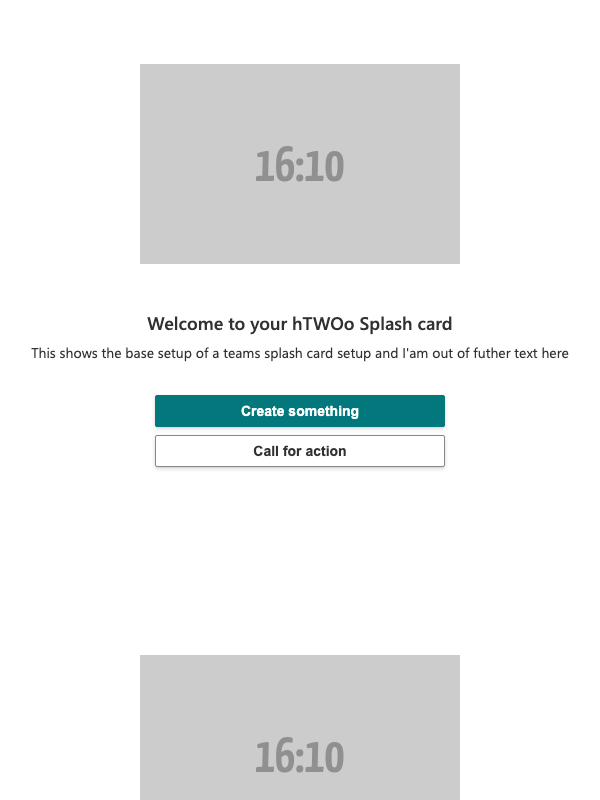 16:10
Welcome to your hTWOo Splash card
This shows the base setup of a teams splash card setup and I'am out of futher text here
Create something
Call for action
16:10